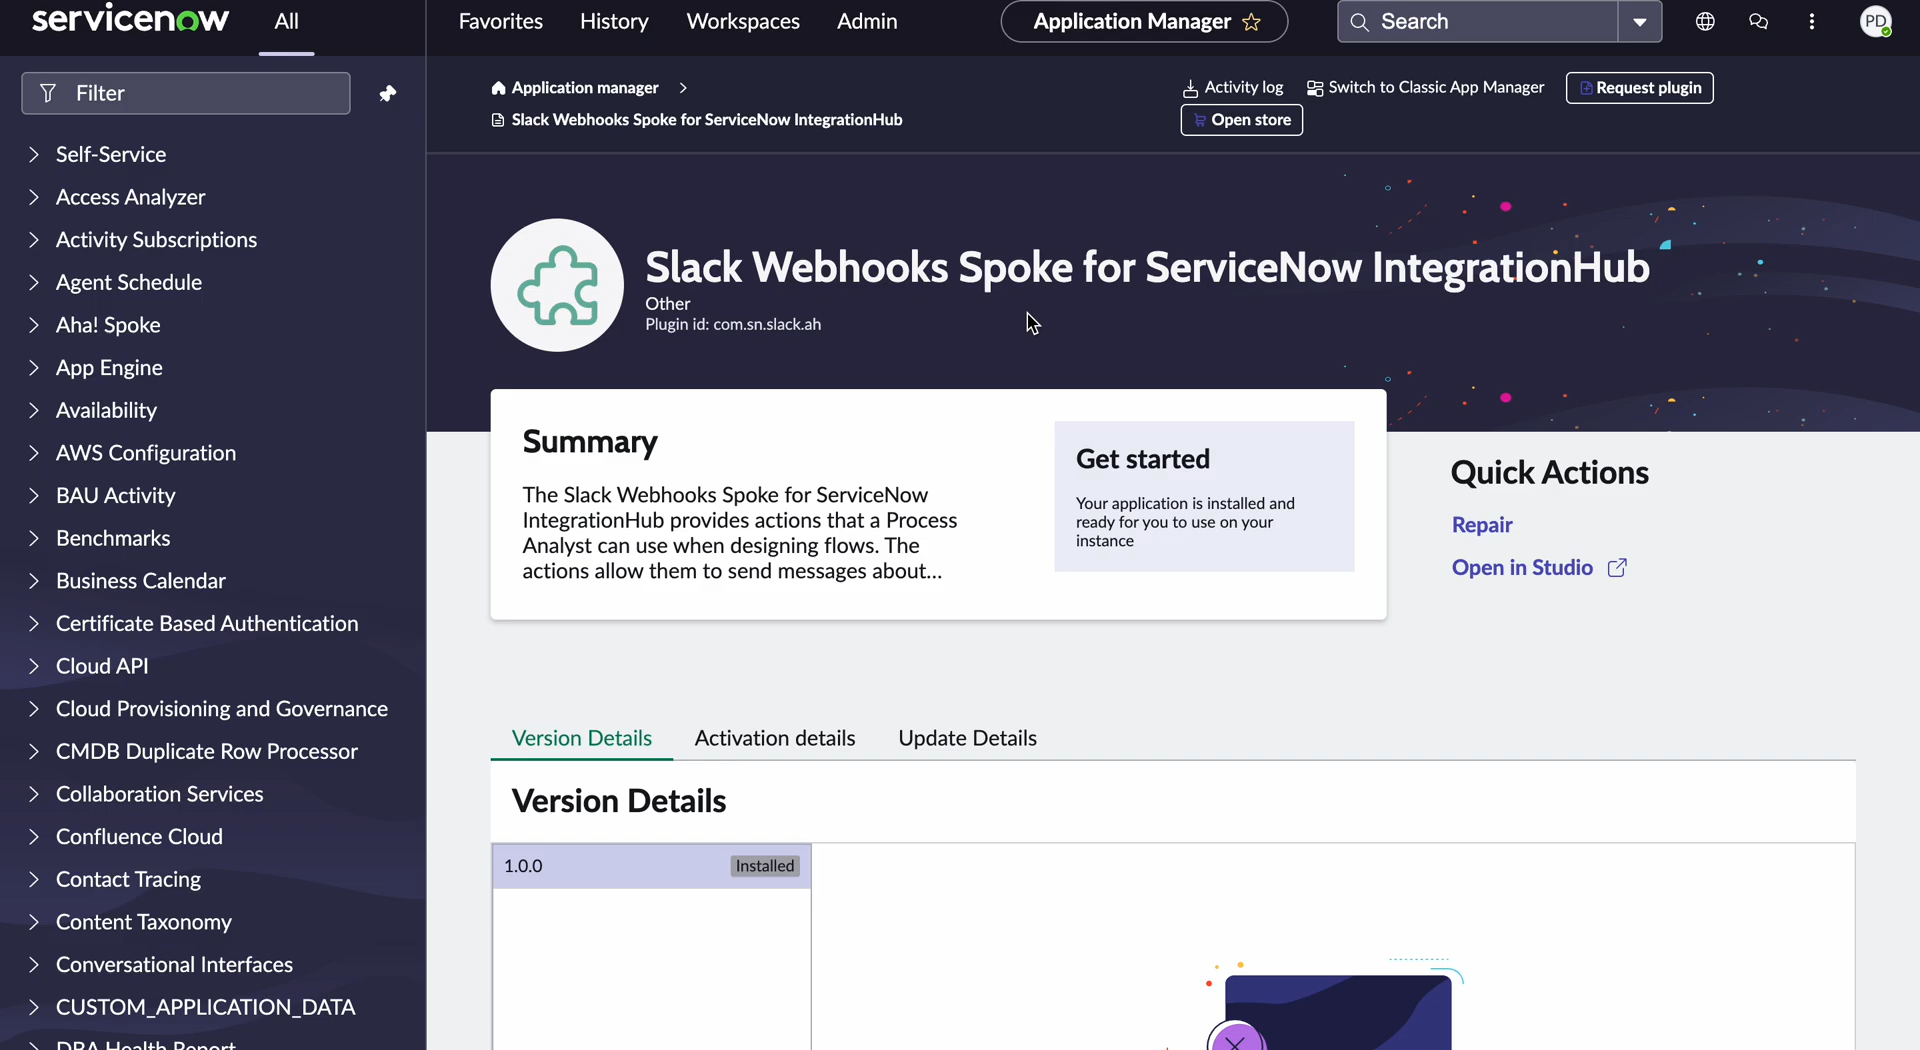 servicenow
All
Favorites
History
Workspaces
Admin
Application Manager
Search
PD
Filter
Self-Service
Access Analyzer
Activity Subscriptions
Agent Schedule
Aha! Spoke
App Engine
Availability
AWS Configuration
BAU Activity
Benchmarks
Business Calendar
Certificate Based Authentication
Cloud API
Cloud Provisioning and Governance
CMDB Duplicate Row Processor
Collaboration Services
Confluence Cloud
Contact Tracing
Content Taxonomy
Conversational Interfaces
CUSTOM_APPLICATION_DATA
DBA Health Report
Application manager
Slack Webhooks Spoke for ServiceNow IntegrationHub
Activity log
Switch to Classic App Manager
Request plugin
Open store
Slack Webhooks Spoke for ServiceNow IntegrationHub
Other
Plugin id: com.sn.slack.ah
Summary
The Slack Webhooks Spoke for ServiceNow
IntegrationHub provides actions that a Process
Analyst can use when designing flows. The
actions allow them to send messages about...
Get started
Your application is installed and
ready for you to use on your
instance
Quick Actions
Repair
Open in Studio
Version Details
Activation details
Update Details
Version Details
1.0.0
Installed